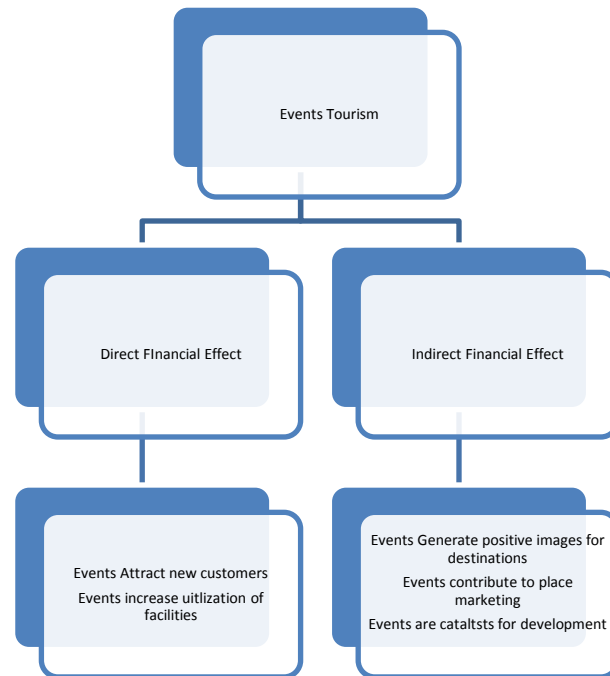 Events Tourism
Direct FInancial Effect
Indirect Financial Effect
Events Attract new customers
Events increase uitlization of
facilities
Events Generate positive images for
destinations
Events contribute to place
marketing
Events are cataltsts for development